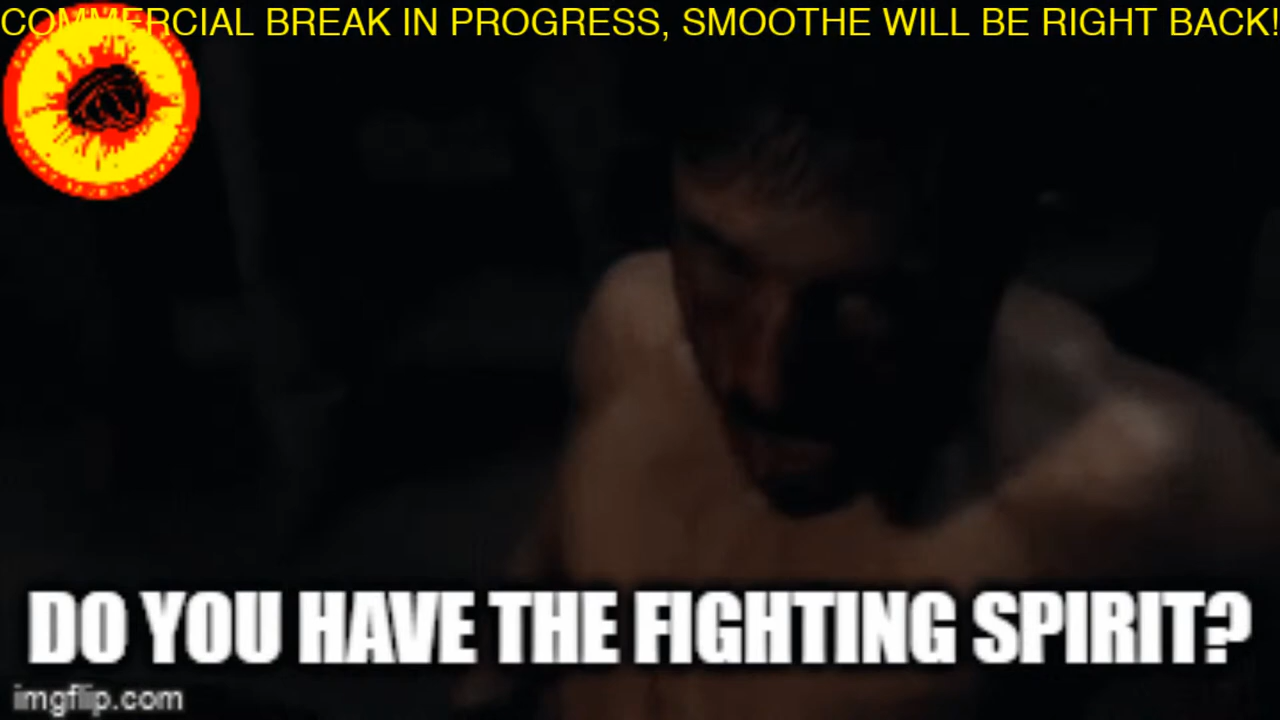 COMMERCIAL BREAK IN PROGRESS, SMOOTHE WILL BE RIGHT BACK!
DO YOU HAVE THE FIGHTING SPIRIT?
imgflip.com